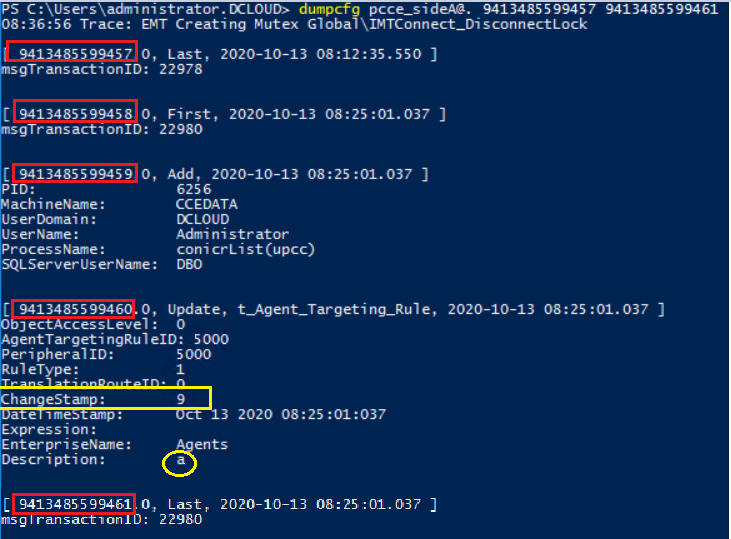 PS C:\Users\administrator.DCLOUD> dumpcfg pcce_sideA@. 9413485599457 9413485599461
08:36:56 Trace: EMT Creating Mutex Global\IMTConnect_DisconnectLock
[ 9413485599457.0, Last, 2020-10-13 08:12:35.550 ]
msgTransactionID: 22978
[ 9413485599458.0, First, 2020-10-13 08:25:01.037 ]
msgTransactionID: 22980
[ 9413485599459.0, Add, 2020-10-13 08:25:01.037 ]
PID: 6256
MachineName: CCEDATA
UserDomain: DCLOUD
UserName: Administrator
ProcessName: conicrList(upcc)
SQLServerUserName: DBO
[ 9413485599460.0, Update, t_Agent_Targeting_Rule, 2020-10-13 08:25:01.037 ]
ObjectAccessLevel: 0
AgentTargetingRuleID: 5000
PeripheralID: 5000
RuleType: 1
TranslationRouteID: 0
ChangeStamp: 9
DateTimeStamp: Oct 13 2020 08:25:01:037
Expression:
EnterpriseName: Agents
Description: a
[ 9413485599461.0, Last, 2020-10-13 08:25:01.037 ]
msgTransactionID: 22980